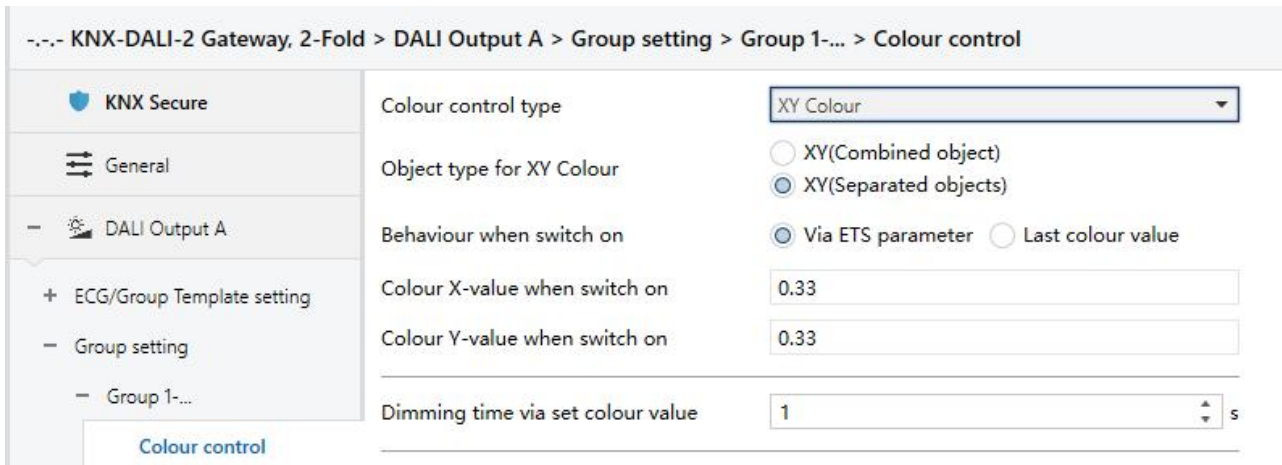 -.-.- KNX-DALI-2 Gateway, 2-Fold > DALI Output A > Group setting > Group 1-... > Colour control
KNX Secure
General
DALI Output A
ECG/Group Template setting
Group setting
Group 1-...
Colour control
Colour control type
XY Colour
Object type for XY Colour
XY(Combined object)
XY(Separated objects)
Behaviour when switch on
Via ETS parameter
Last colour value
Colour X-value when switch on
0.33
Colour Y-value when switch on
0.33
Dimming time via set colour value
1
s